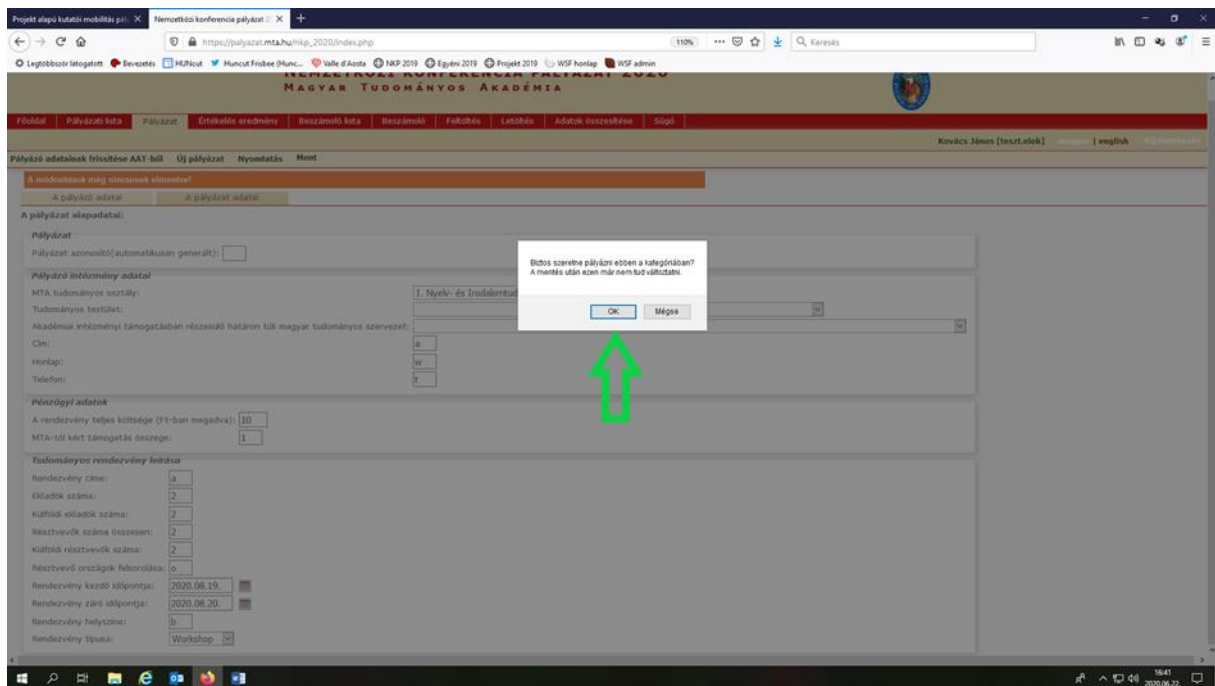 Projekt alapú kutatói mobilitás pály
Nemzetközi konferencia pályázat 2
https://palyazat.mta.hu/nkp_2020/index.php
110%
Keresés
Legtöbbször látogatott Bevezetés HUNcut Huncut Frisbee (Hunc... Valle d'Aosta NKP 2019 Egyéni 2019 Projekt 2019 WSF honlap WSF admin
NEMZETKÖZI KONFERENCIA PÁLYÁZAT 2020
MAGYAR TUDOMÁNYOS AKADÉMIA
Főoldal Pályázati lista Pályázat Értékelés eredmény Beszámoló lista Beszámoló Feltöltés Letöltés Adatok összesítése Súgó
Kovács János [teszt.elek] magyar | english Kijelentkezés
Pályázó adatainak frissítése AAT-ból Új pályázat Nyomtatás Ment
A módosítások még nincsenek elmentve!
A pályázó adatai A pályázat adatai
A pályázat alapadatai:
Pályázat
Pályázat azonosító(automatikusan generált):
Pályázó intézmény adatai
MTA tudományos osztály: I. Nyelv- és Irodalomtud
Tudományos testület:
Akadémiai intézményi támogatásban részesülő határon túli magyar tudományos szervezet:
Cím: a
Honlap: w
Telefon: t
Pénzügyi adatok
A rendezvény teljes költsége (Ft-ban megadva): 10
MTA-tól kért támogatás összege: 1
Tudományos rendezvény leírása
Rendezvény címe: a
Előadók száma: 2
Külföldi előadók száma: 2
Résztvevők száma összesen: 2
Külföldi résztvevők száma: 2
Résztvevő országok felsorolása: o
Rendezvény kezdő időpontja: 2020.08.19.
Rendezvény záró időpontja: 2020.08.20.
Rendezvény helyszíne: b
Rendezvény típusa: Workshop
Biztos szeretne pályázni ebben a kategóriában?
A mentés után ezen már nem tud változtatni.
OK Mégse
16:41
2020.06.22.